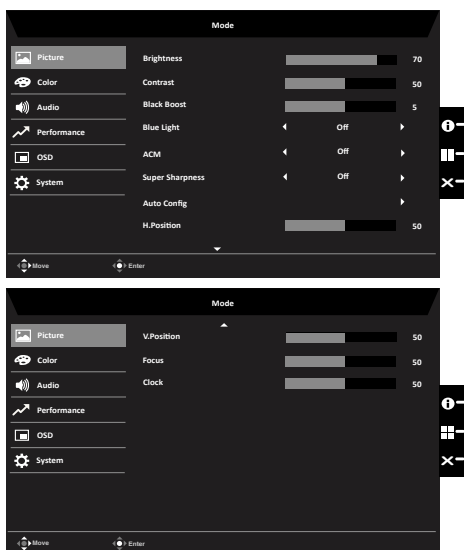 Mode
Picture
Brightness 70
Color
Contrast 50
Audio
Black Boost 5
Performance
Blue Light Off
OSD
ACM Off
System
Super Sharpness Off
Auto Config
H.Position 50
Move Enter
Mode
Picture
V.Position 50
Color
Focus 50
Audio
Clock 50
Performance
OSD
System
Move Enter